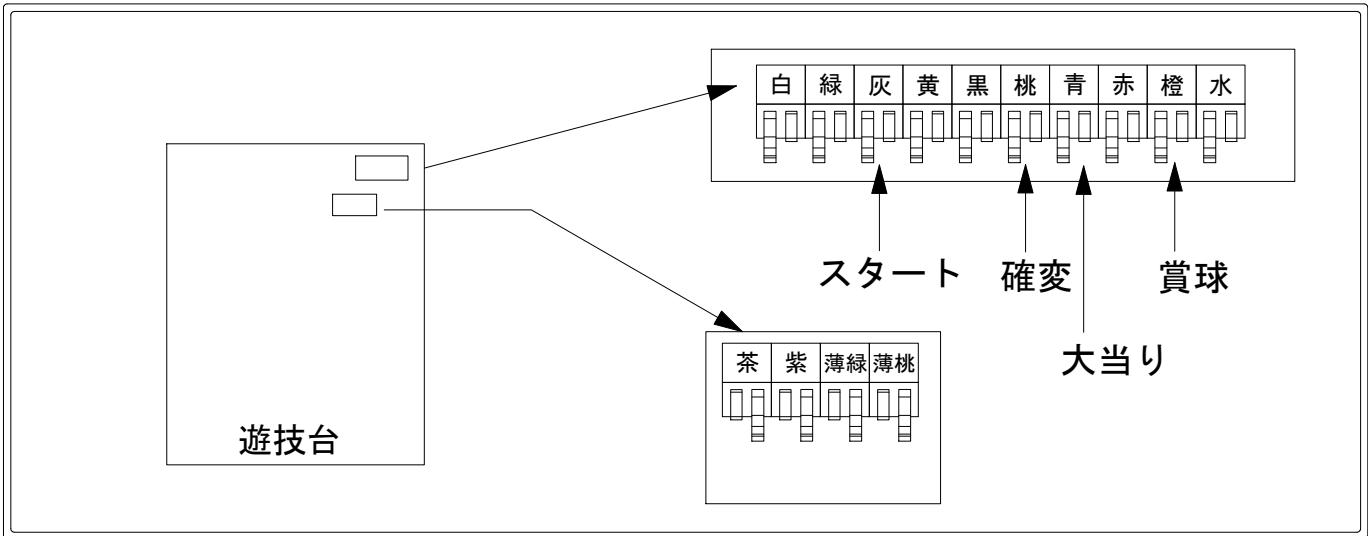 白 緑 灰 黄 黒 桃 青 赤 橙 水
スタート 確変 賞球
大当り
茶 紫 薄緑 薄桃
遊技台